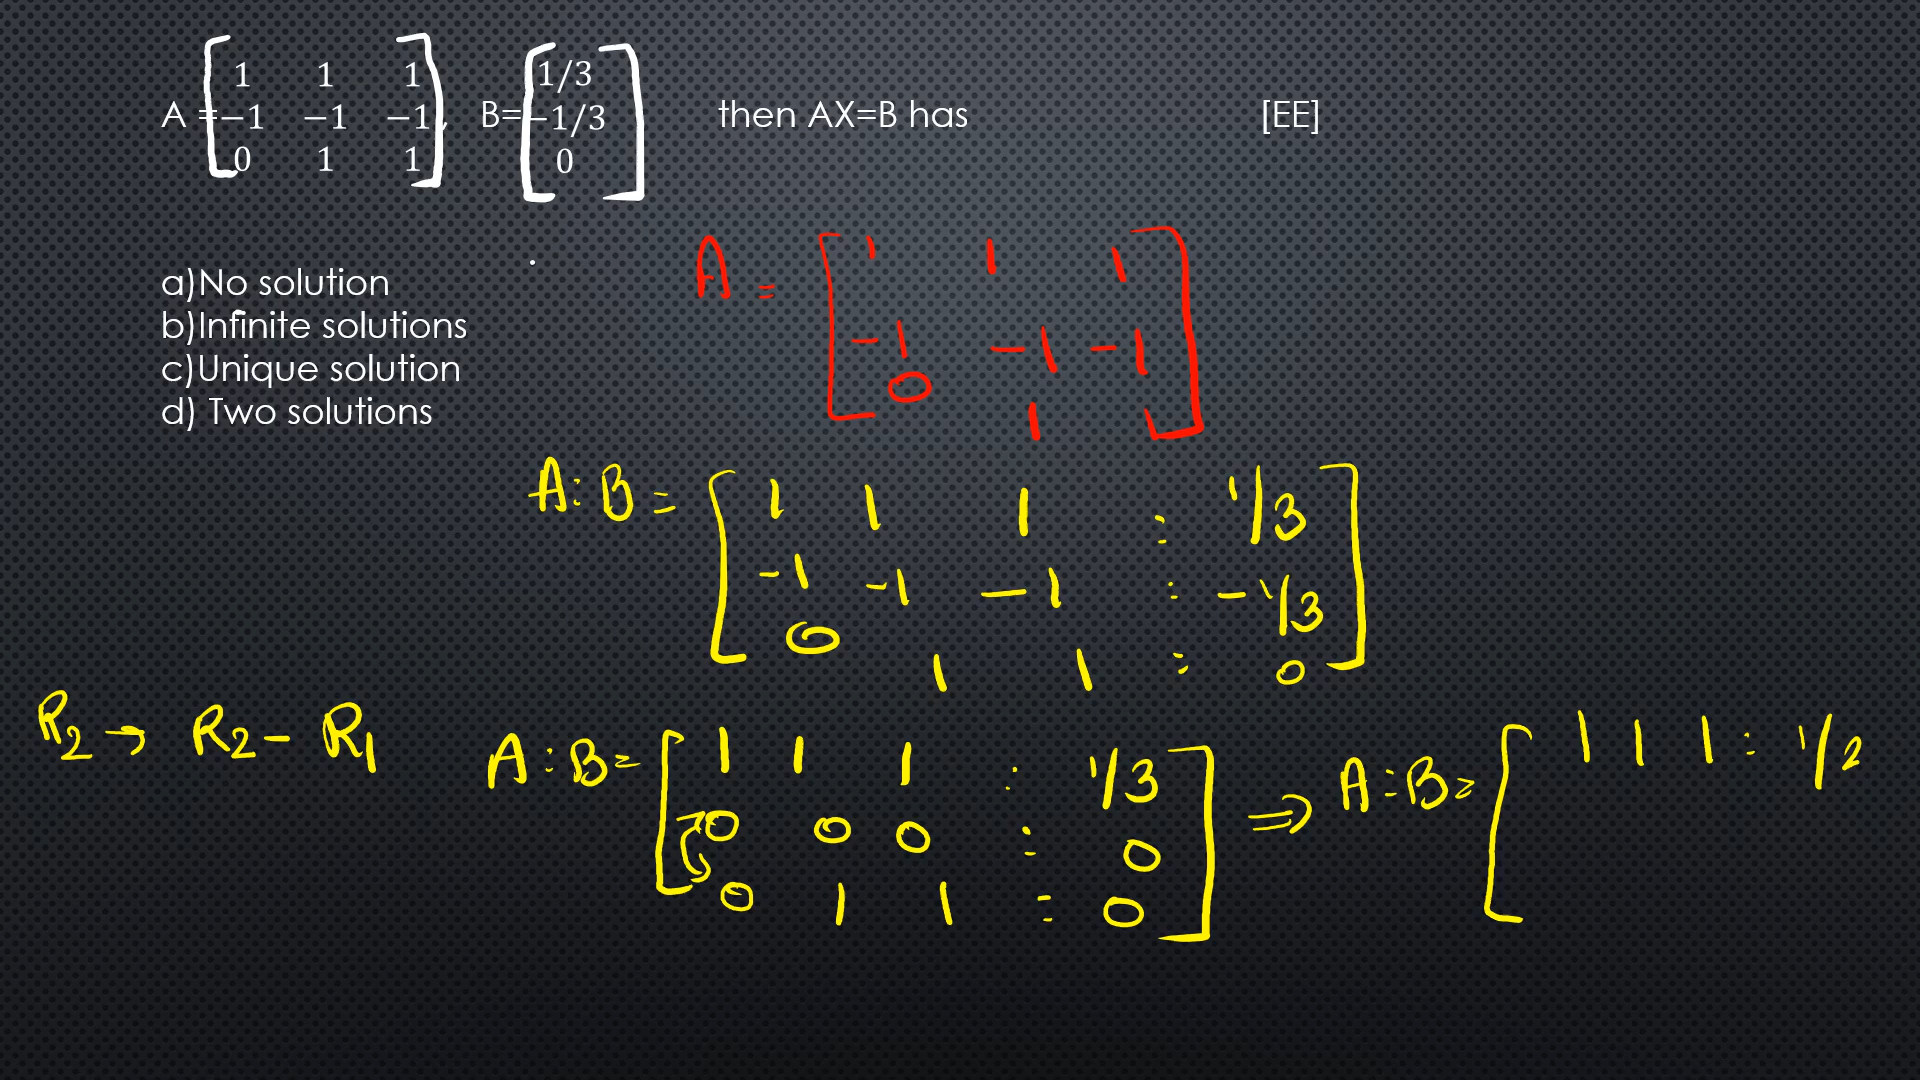 1 1 1
-1 -1 -1
0 1 1
1/3
-1/3
0
A = , B= then AX=B has [EE]
a)No solution
b)Infinite solutions
c)Unique solution
d) Two solutions
A = [ 1 1 1
-1 -1 -1
0 1 ]
A:B = [ 1 1 1 : 1/3
-1 -1 -1 : -1/3
0 1 1 : 0 ]
R2 → R2 - R1
A:B= [ 1 1 1 : 1/3
0 0 0 : 0
0 1 1 : 0 ]
⇒ A:B= [ 1 1 1 : 1/2